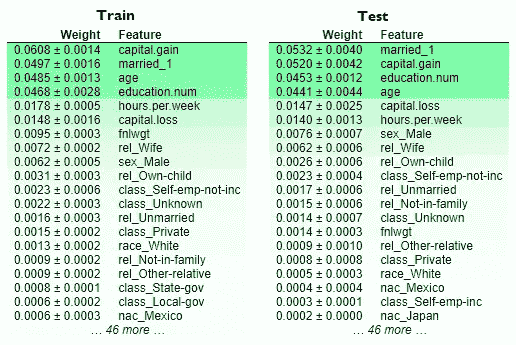 Train
Weight Feature
0.0608 ± 0.0014 capital.gain
0.0497 ± 0.0016 married_1
0.0485 ± 0.0013 age
0.0468 ± 0.0028 education.num
0.0178 ± 0.0005 hours.per.week
0.0148 ± 0.0016 capital.loss
0.0095 ± 0.0003 fnlwgt
0.0072 ± 0.0002 rel_Wife
0.0062 ± 0.0005 sex_Male
0.0031 ± 0.0003 rel_Own-child
0.0023 ± 0.0006 class_Self-emp-not-inc
0.0022 ± 0.0003 class_Unknown
0.0016 ± 0.0003 rel_Unmarried
0.0015 ± 0.0002 class_Private
0.0013 ± 0.0002 race_White
0.0009 ± 0.0002 rel_Not-in-family
0.0009 ± 0.0002 rel_Other-relative
0.0008 ± 0.0001 class_State-gov
0.0006 ± 0.0002 class_Local-gov
0.0006 ± 0.0003 nac_Mexico
… 46 more …
Test
Weight Feature
0.0532 ± 0.0040 married_1
0.0520 ± 0.0042 capital.gain
0.0453 ± 0.0012 education.num
0.0441 ± 0.0044 age
0.0147 ± 0.0025 capital.loss
0.0140 ± 0.0013 hours.per.week
0.0076 ± 0.0007 sex_Male
0.0062 ± 0.0006 rel_Wife
0.0026 ± 0.0006 rel_Own-child
0.0023 ± 0.0004 class_Self-emp-not-inc
0.0017 ± 0.0006 rel_Unmarried
0.0015 ± 0.0006 rel_Not-in-family
0.0014 ± 0.0007 class_Unknown
0.0014 ± 0.0003 fnlwgt
0.0009 ± 0.0010 rel_Other-relative
0.0008 ± 0.0008 class_Private
0.0005 ± 0.0003 race_White
0.0004 ± 0.0004 nac_Mexico
0.0003 ± 0.0001 class_Self-emp-inc
0.0002 ± 0.0000 nac_Japan
… 46 more …